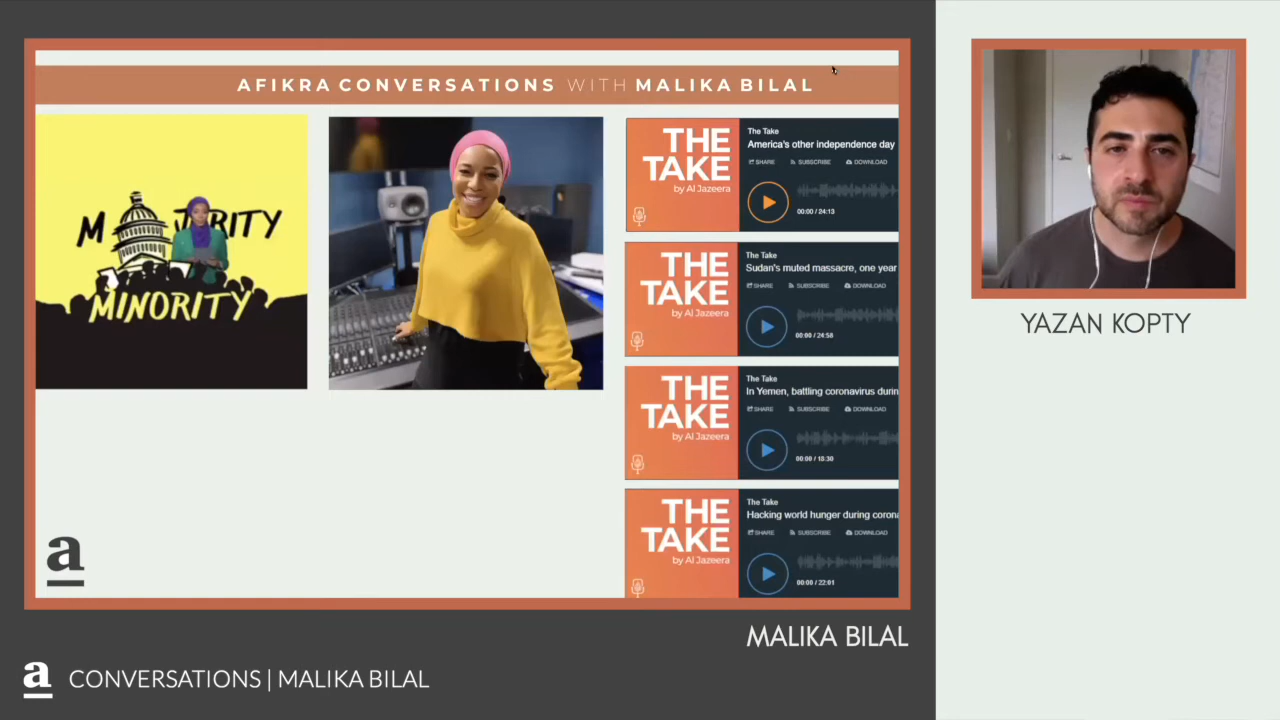 AFIKRA CONVERSATIONS WITH MALIKA BILAL
M JORITY
MINORITY
THE
TAKE
by Al Jazeera
The Take
America's other independence day
SHARE SUBSCRIBE DOWNLOAD
00:00 / 24:13
THE
TAKE
by Al Jazeera
The Take
Sudan's muted massacre, one year
SHARE SUBSCRIBE DOWNLOAD
00:00 / 24:58
THE
TAKE
by Al Jazeera
The Take
In Yemen, battling coronavirus durin
SHARE SUBSCRIBE DOWNLOAD
00:00 / 18:30
THE
TAKE
by Al Jazeera
The Take
Hacking world hunger during corona
SHARE SUBSCRIBE DOWNLOAD
00:00 / 22:01
a
MALIKA BILAL
a CONVERSATIONS | MALIKA BILAL
YAZAN KOPTY